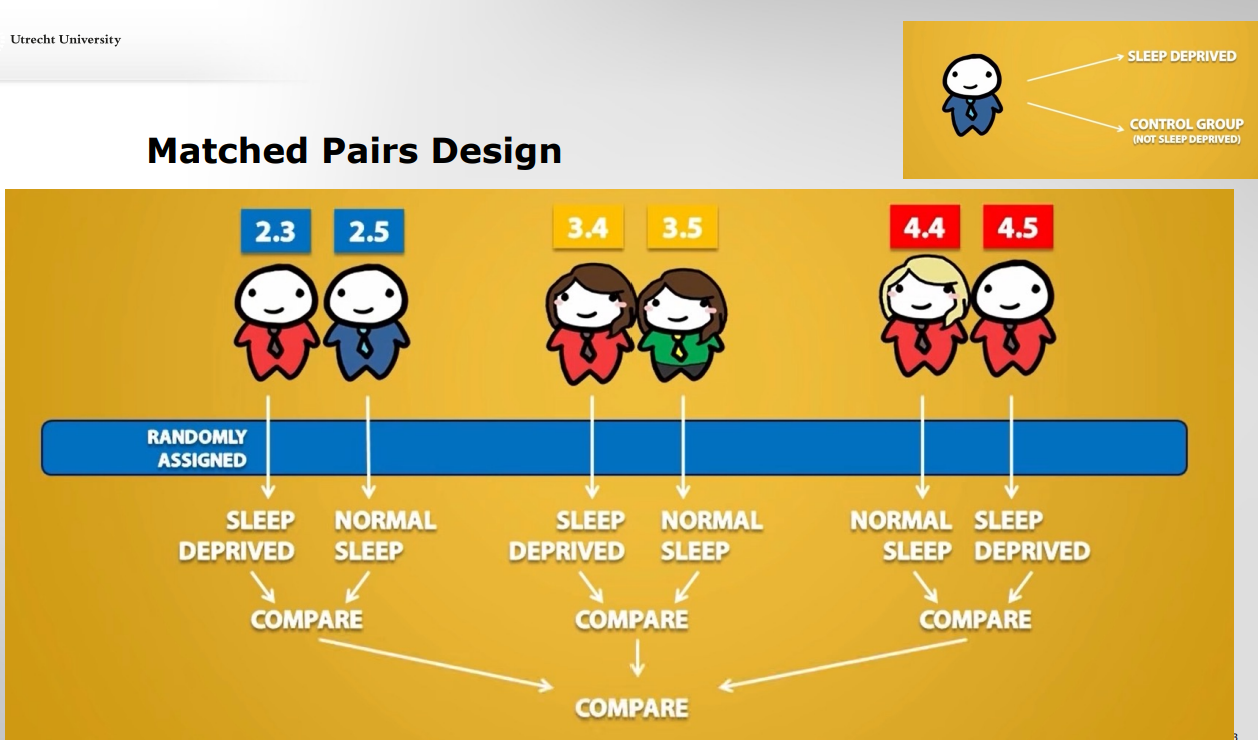 Utrecht University
SLEEP DEPRIVED
CONTROL GROUP
(NOT SLEEP DEPRIVED)
Matched Pairs Design
2.3 2.5 3.4 3.5 4.4 4.5
RANDOMLY
ASSIGNED
SLEEP NORMAL SLEEP NORMAL NORMAL SLEEP
DEPRIVED SLEEP DEPRIVED SLEEP SLEEP DEPRIVED
COMPARE COMPARE COMPARE
COMPARE